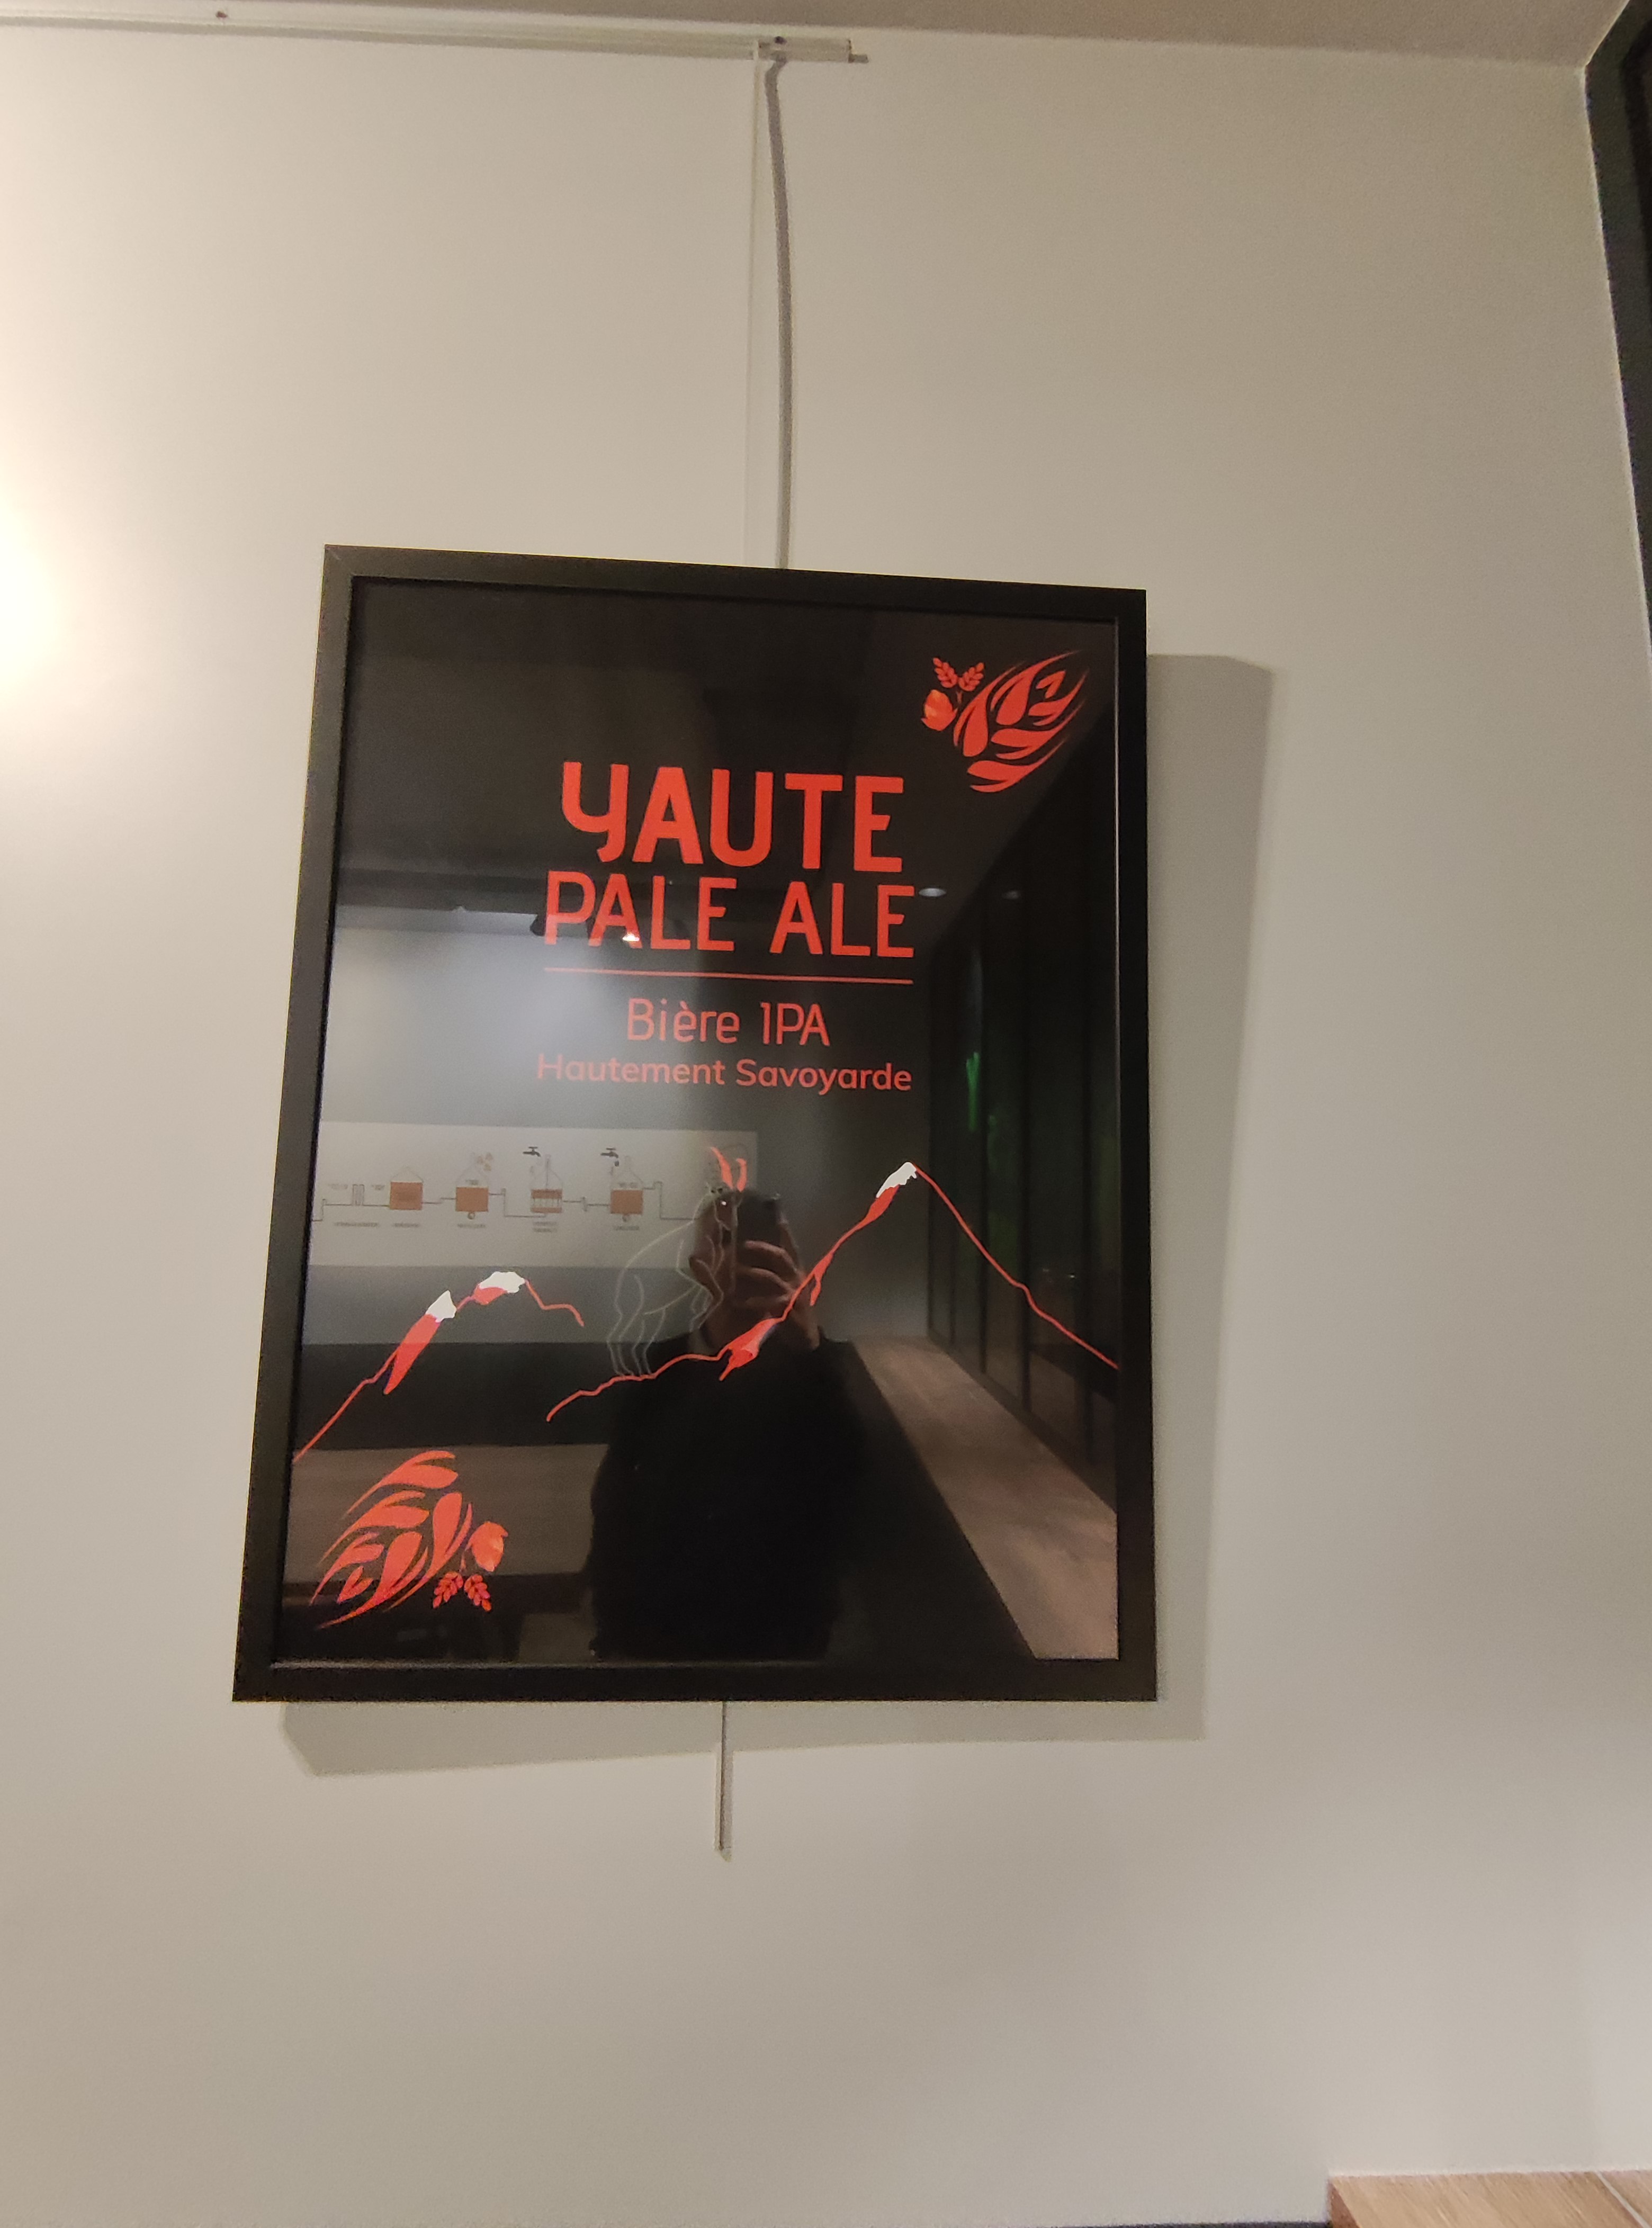 YAUTE
PALE ALE
Bière IPA
Hautement Savoyarde